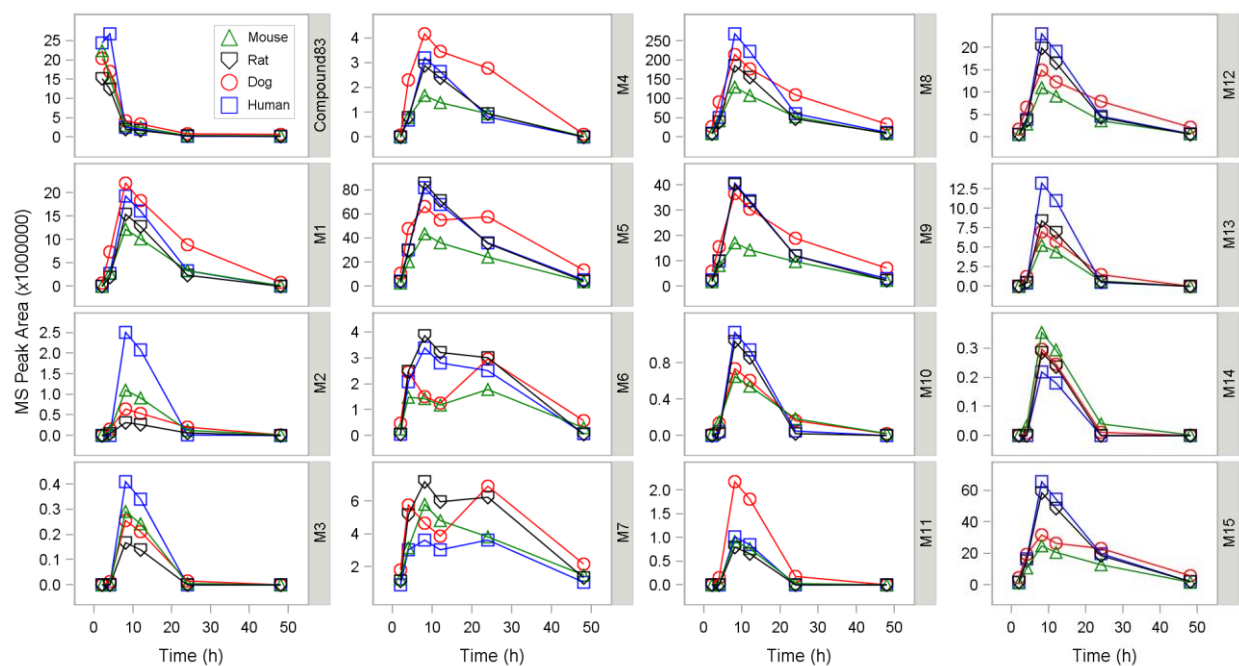 MS Peak Area (x1000000)
25
20
15
10
5
0
Mouse
Rat
Dog
Human
Compound83
4
3
2
1
0
M4
250
200
150
100
50
0
M8
20
15
10
5
0
M12
20
15
10
5
0
M1
80
60
40
20
0
M5
40
30
20
10
0
M9
12.5
10.0
7.5
5.0
2.5
0.0
M13
2.5
2.0
1.5
1.0
0.5
0.0
M2
4
3
2
1
0
M6
0.8
0.4
0.0
M10
0.3
0.2
0.1
0.0
M14
0.4
0.3
0.2
0.1
0.0
M3
6
4
2
M7
2.0
1.5
1.0
0.5
0.0
M11
60
40
20
0
M15
0 10 20 30 40 50
0 10 20 30 40 50
0 10 20 30 40 50
0 10 20 30 40 50
Time (h)
Time (h)
Time (h)
Time (h)